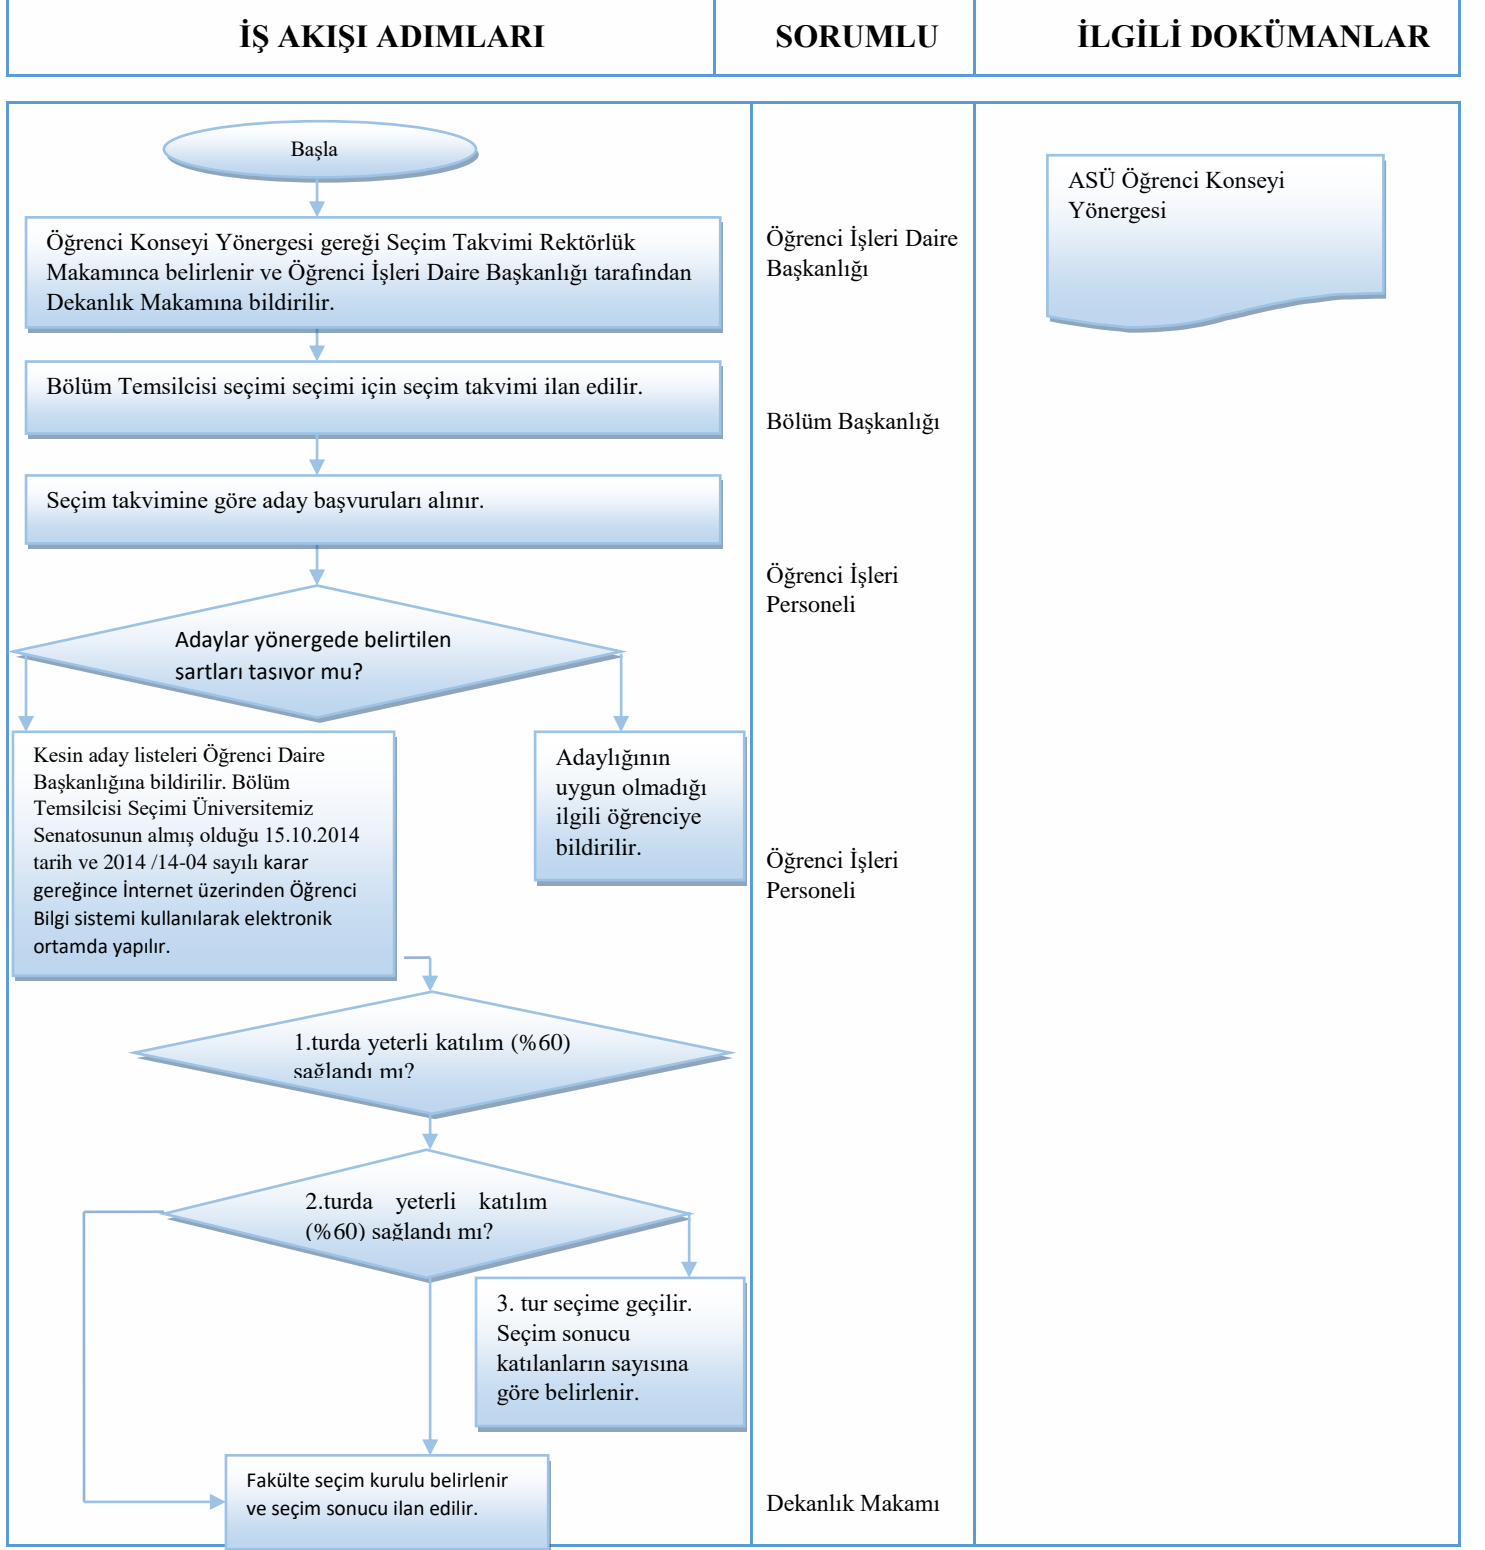 İŞ AKIŞI ADIMLARI
SORUMLU
İLGİLİ DOKÜMANLAR
Başla
Öğrenci Konseyi Yönergesi gereği Seçim Takvimi Rektörlük
Makamınca belirlenir ve Öğrenci İşleri Daire Başkanlığı tarafından
Dekanlık Makamına bildirilir.
Öğrenci İşleri Daire
Başkanlığı
ASÜ Öğrenci Konseyi
Yönergesi
Bölüm Temsilcisi seçimi seçimi için seçim takvimi ilan edilir.
Bölüm Başkanlığı
Seçim takvimine göre aday başvuruları alınır.
Öğrenci İşleri
Personeli
Adaylar yönergede belirtilen
şartları taşıyor mu?
Kesin aday listeleri Öğrenci Daire
Başkanlığına bildirilir. Bölüm
Temsilcisi Seçimi Üniversitemiz
Senatosunun almış olduğu 15.10.2014
tarih ve 2014 /14-04 sayılı karar
gereğince İnternet üzerinden Öğrenci
Bilgi sistemi kullanılarak elektronik
ortamda yapılır.
Adaylığının
uygun olmadığı
ilgili öğrenciye
bildirilir.
Öğrenci İşleri
Personeli
1.turda yeterli katılım (%60)
sağlandı mı?
2.turda yeterli katılım
(%60) sağlandı mı?
3. tur seçime geçilir.
Seçim sonucu
katılanların sayısına
göre belirlenir.
Fakülte seçim kurulu belirlenir
ve seçim sonucu ilan edilir.
Dekanlık Makamı